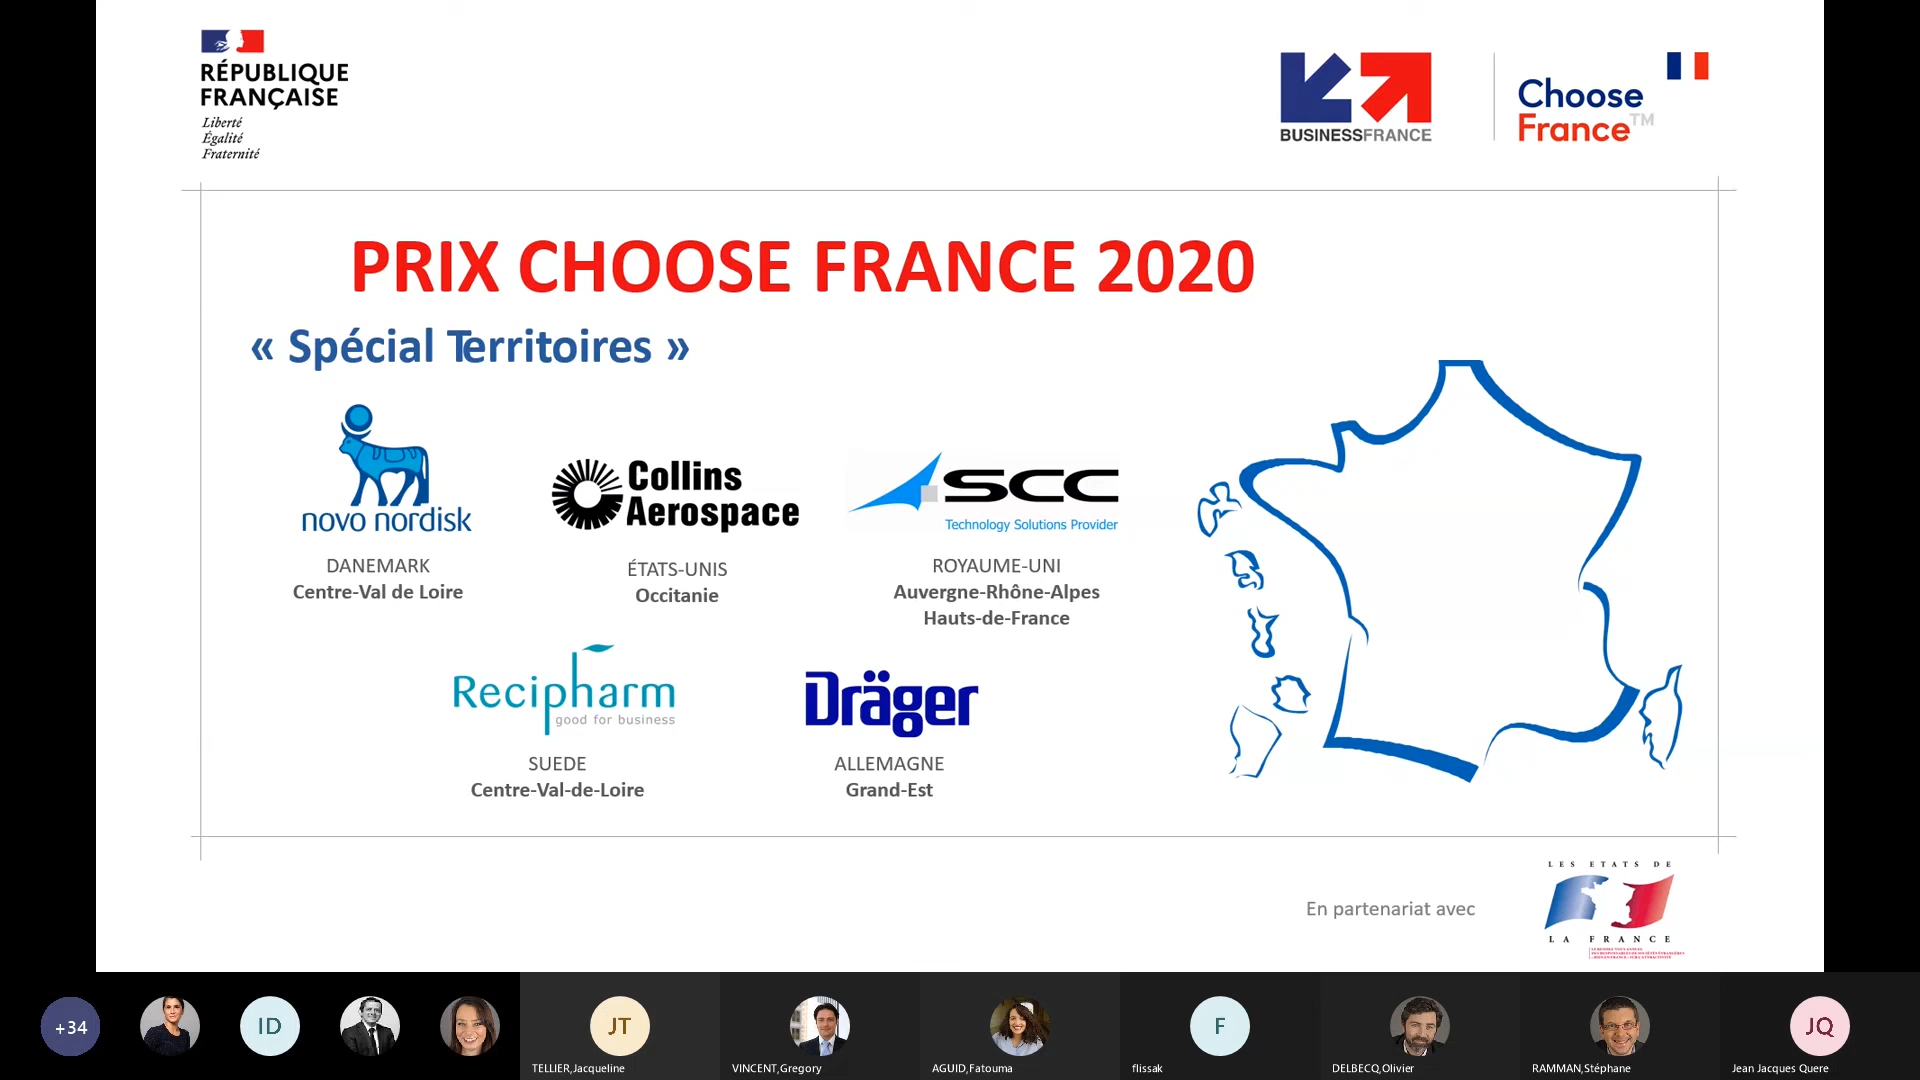 RÉPUBLIQUE
FRANÇAISE
Liberté
Égalité
Fraternité
BUSINESSFRANCE
Choose
France™
PRIX CHOOSE FRANCE 2020
« Spécial Territoires »
novo nordisk
Collins
Aerospace
SCC
Technology Solutions Provider
DANEMARK
Centre-Val de Loire
ÉTATS-UNIS
Occitanie
ROYAUME-UNI
Auvergne-Rhône-Alpes
Hauts-de-France
Recipharm
good for business
Dräger
SUEDE
Centre-Val-de-Loire
ALLEMAGNE
Grand-Est
LES ETATS DE
En partenariat avec
LA FRANCE
+34
ID
JT
F
JQ
TELLIER,Jacqueline
VINCENT,Gregory
AGUID,Fatouma
flissak
DELBECQ,Olivier
RAMMAN,Stéphane
Jean Jacques Quere